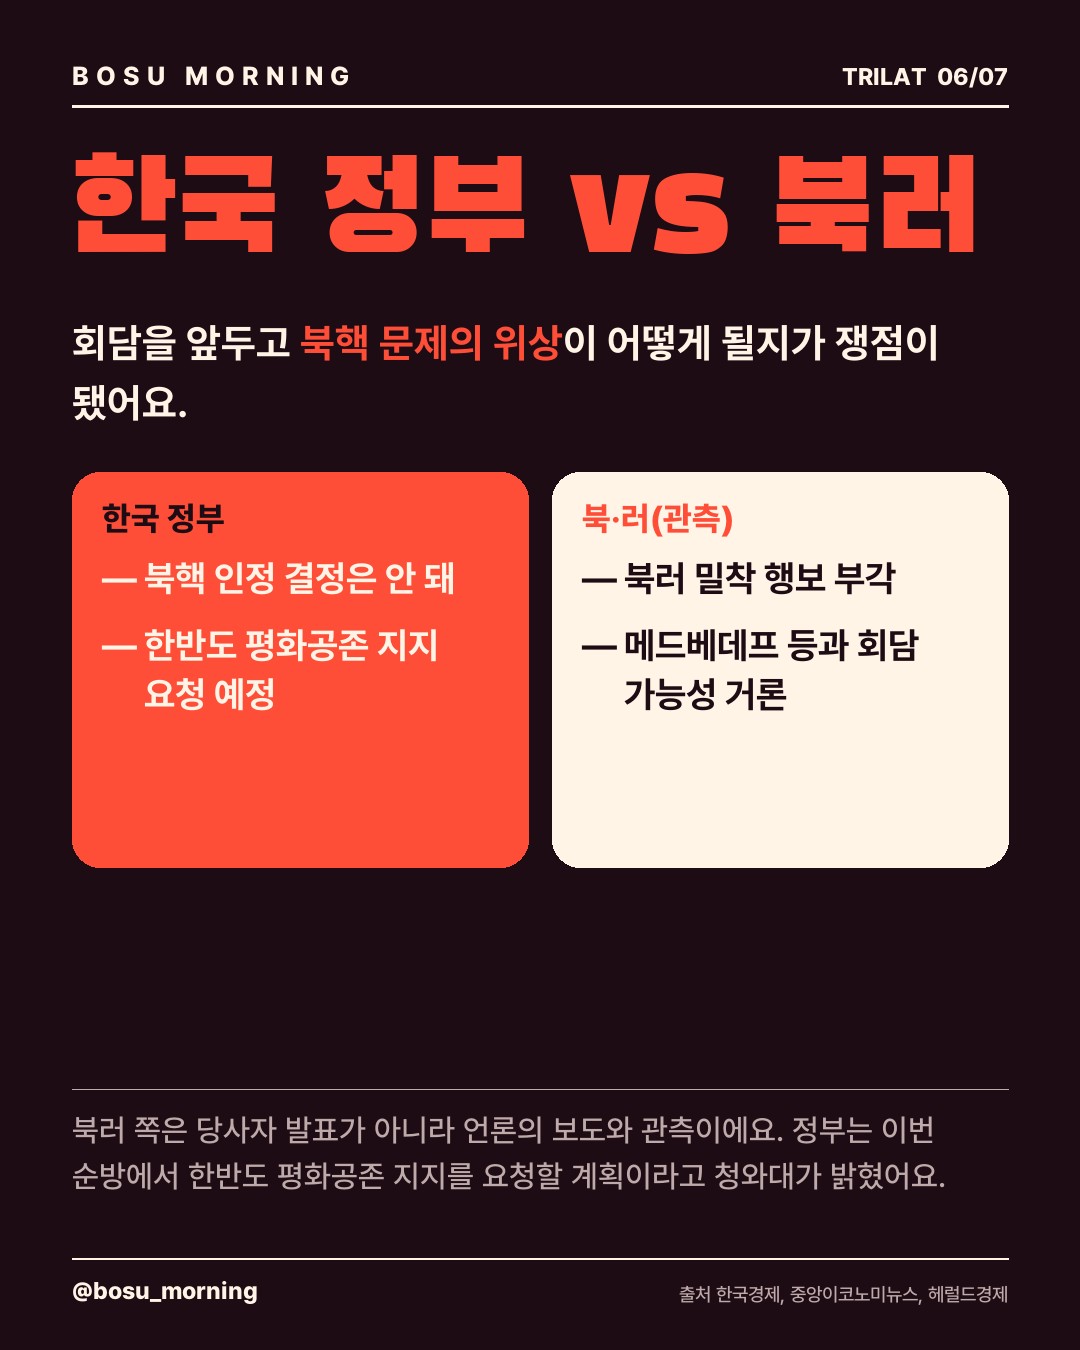 BOSU MORNING
TRILAT 06/07
한국 정부 vs 북러
회담을 앞두고 북핵 문제의 위상이 어떻게 될지가 쟁점이
됐어요.
한국 정부
— 북핵 인정 결정은 안 돼
— 한반도 평화공존 지지
요청 예정
북·러(관측)
— 북러 밀착 행보 부각
— 메드베데프 등과 회담
가능성 거론
북러 쪽은 당사자 발표가 아니라 언론의 보도와 관측이에요. 정부는 이번
순방에서 한반도 평화공존 지지를 요청할 계획이라고 청와대가 밝혔어요.
@bosu_morning
출처 한국경제, 중앙이코노미뉴스, 헤럴드경제